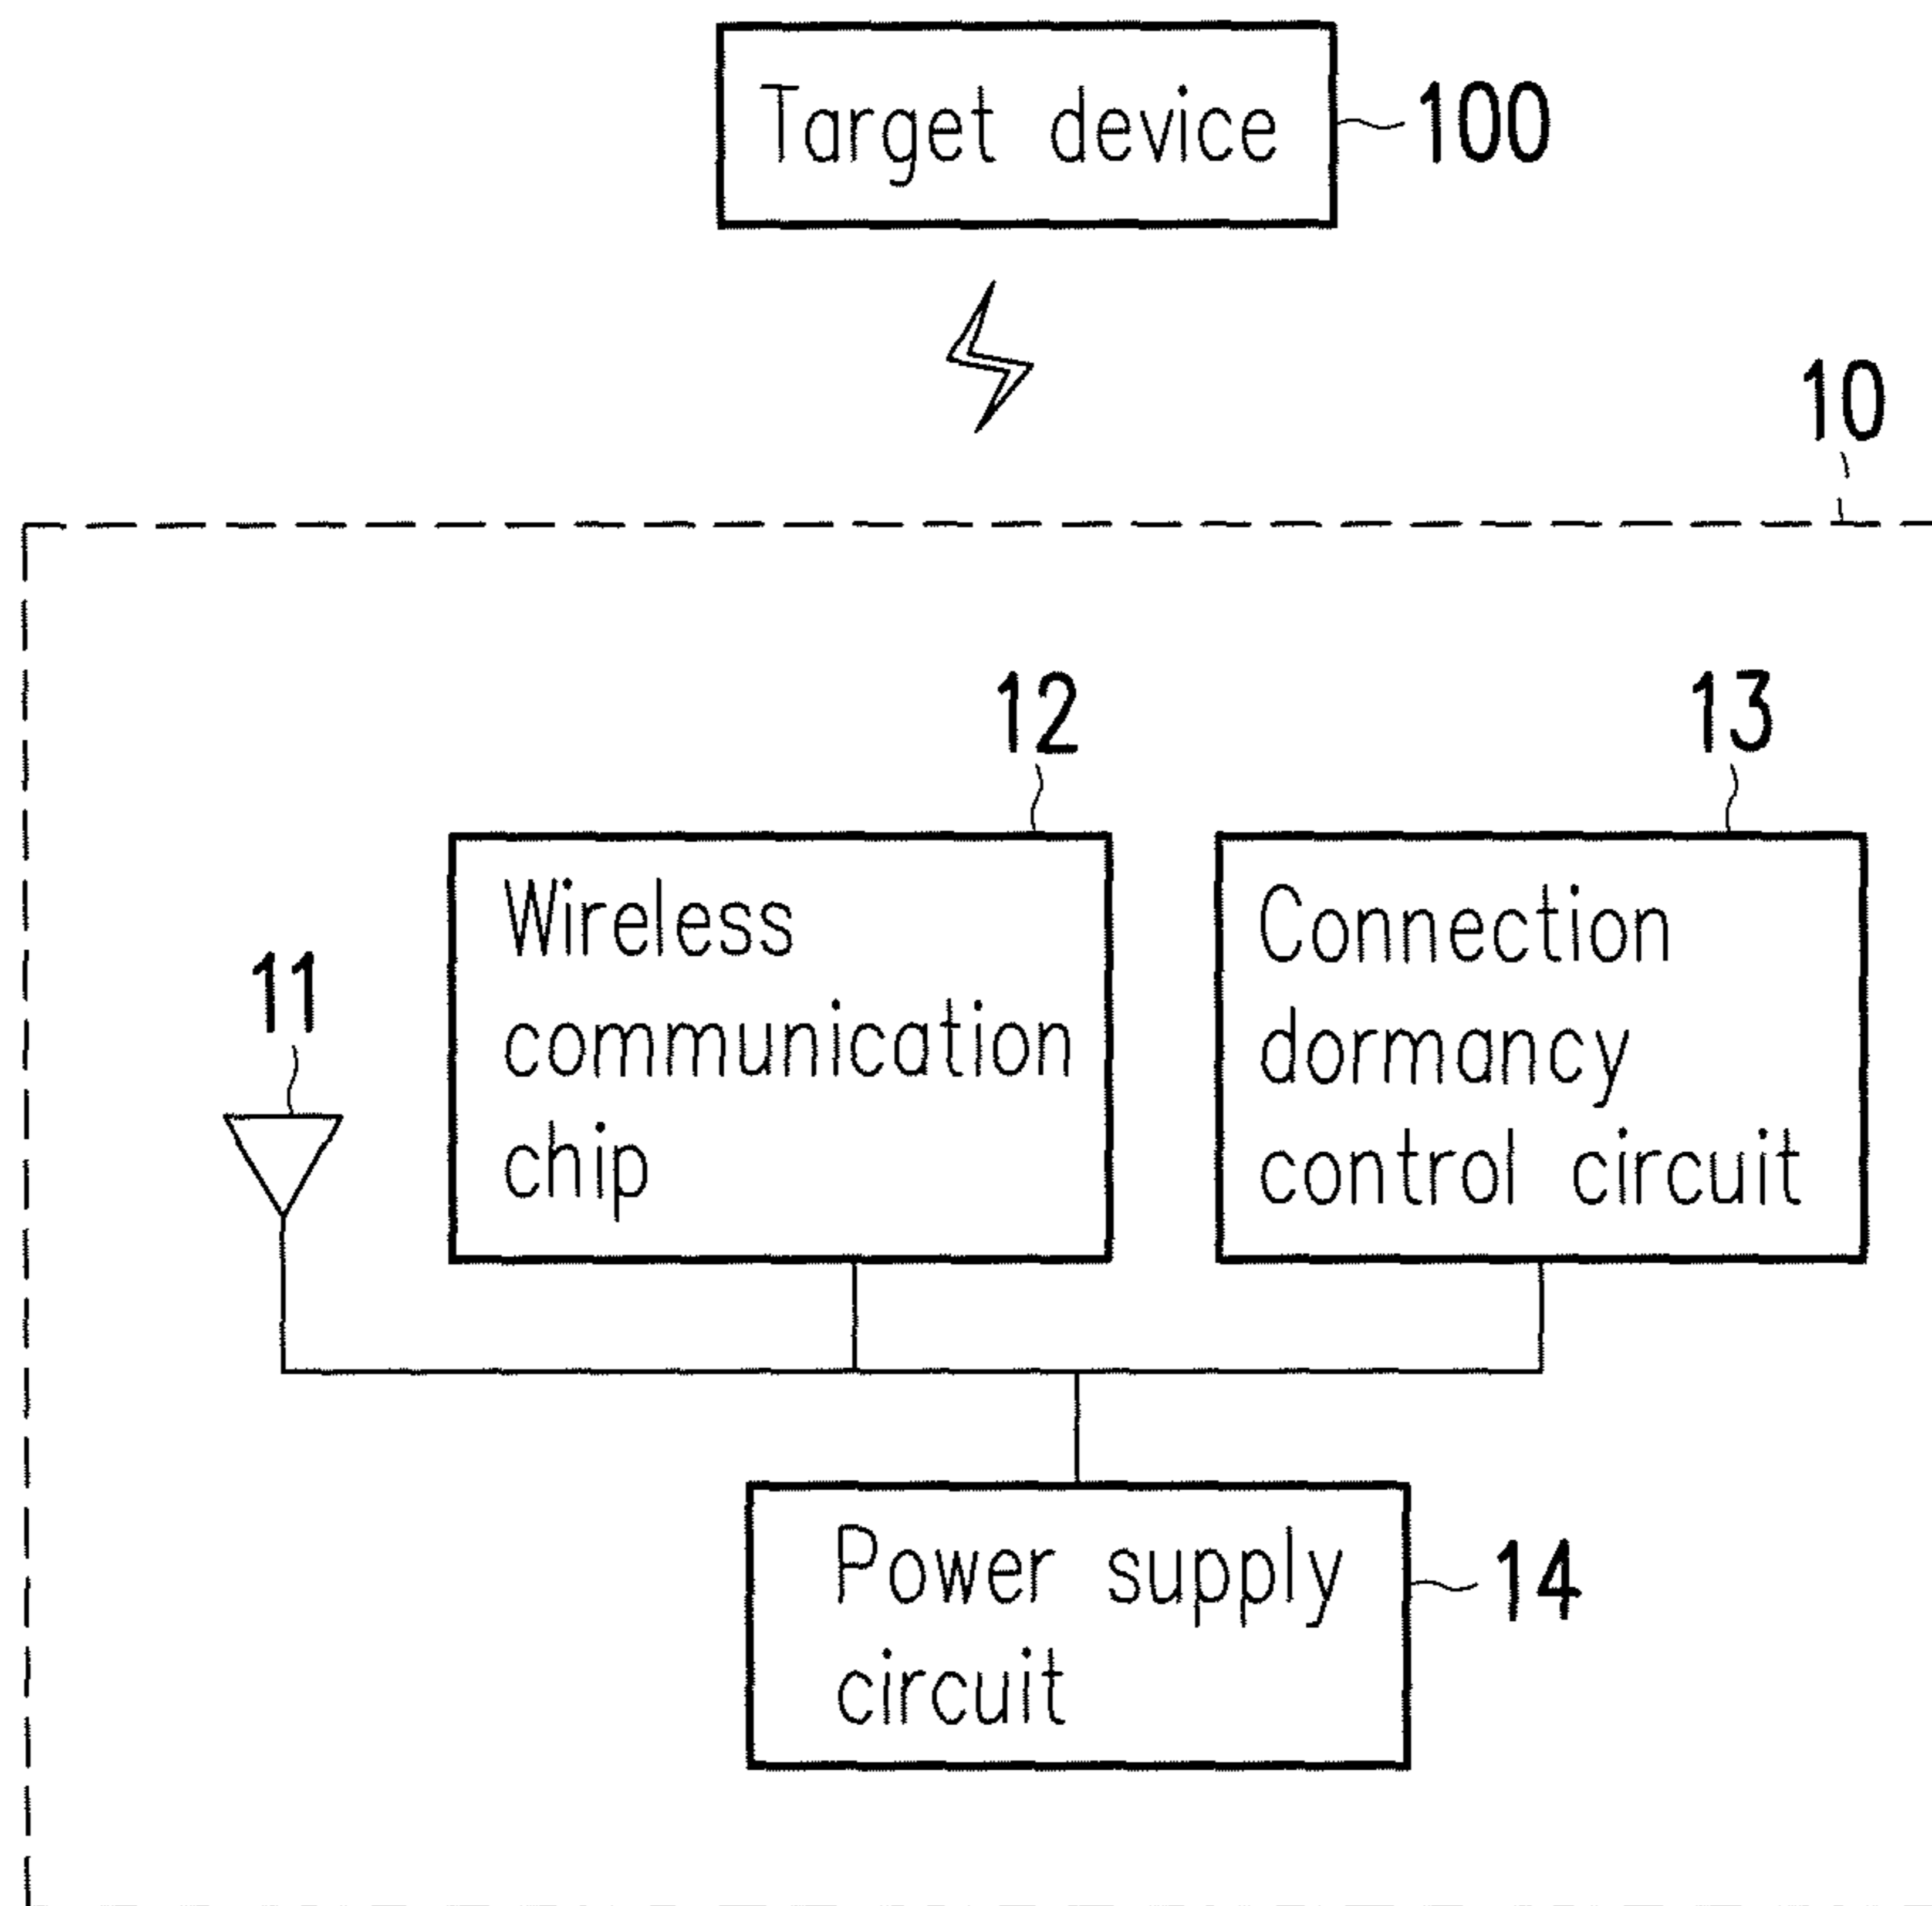 Target device
100
10
12
13
Wireless
communication
chip
Connection
dormancy
control circuit
11
Power supply
circuit
14